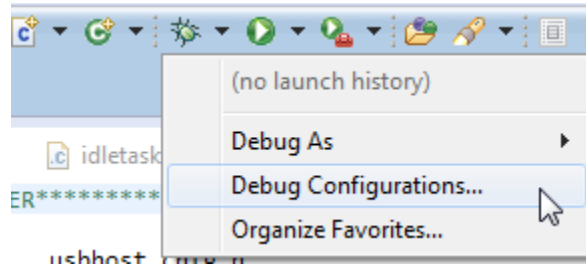 (no launch history)
Debug As
.c idletask
Debug Configurations...
ER**********
Organize Favorites...
usbhost